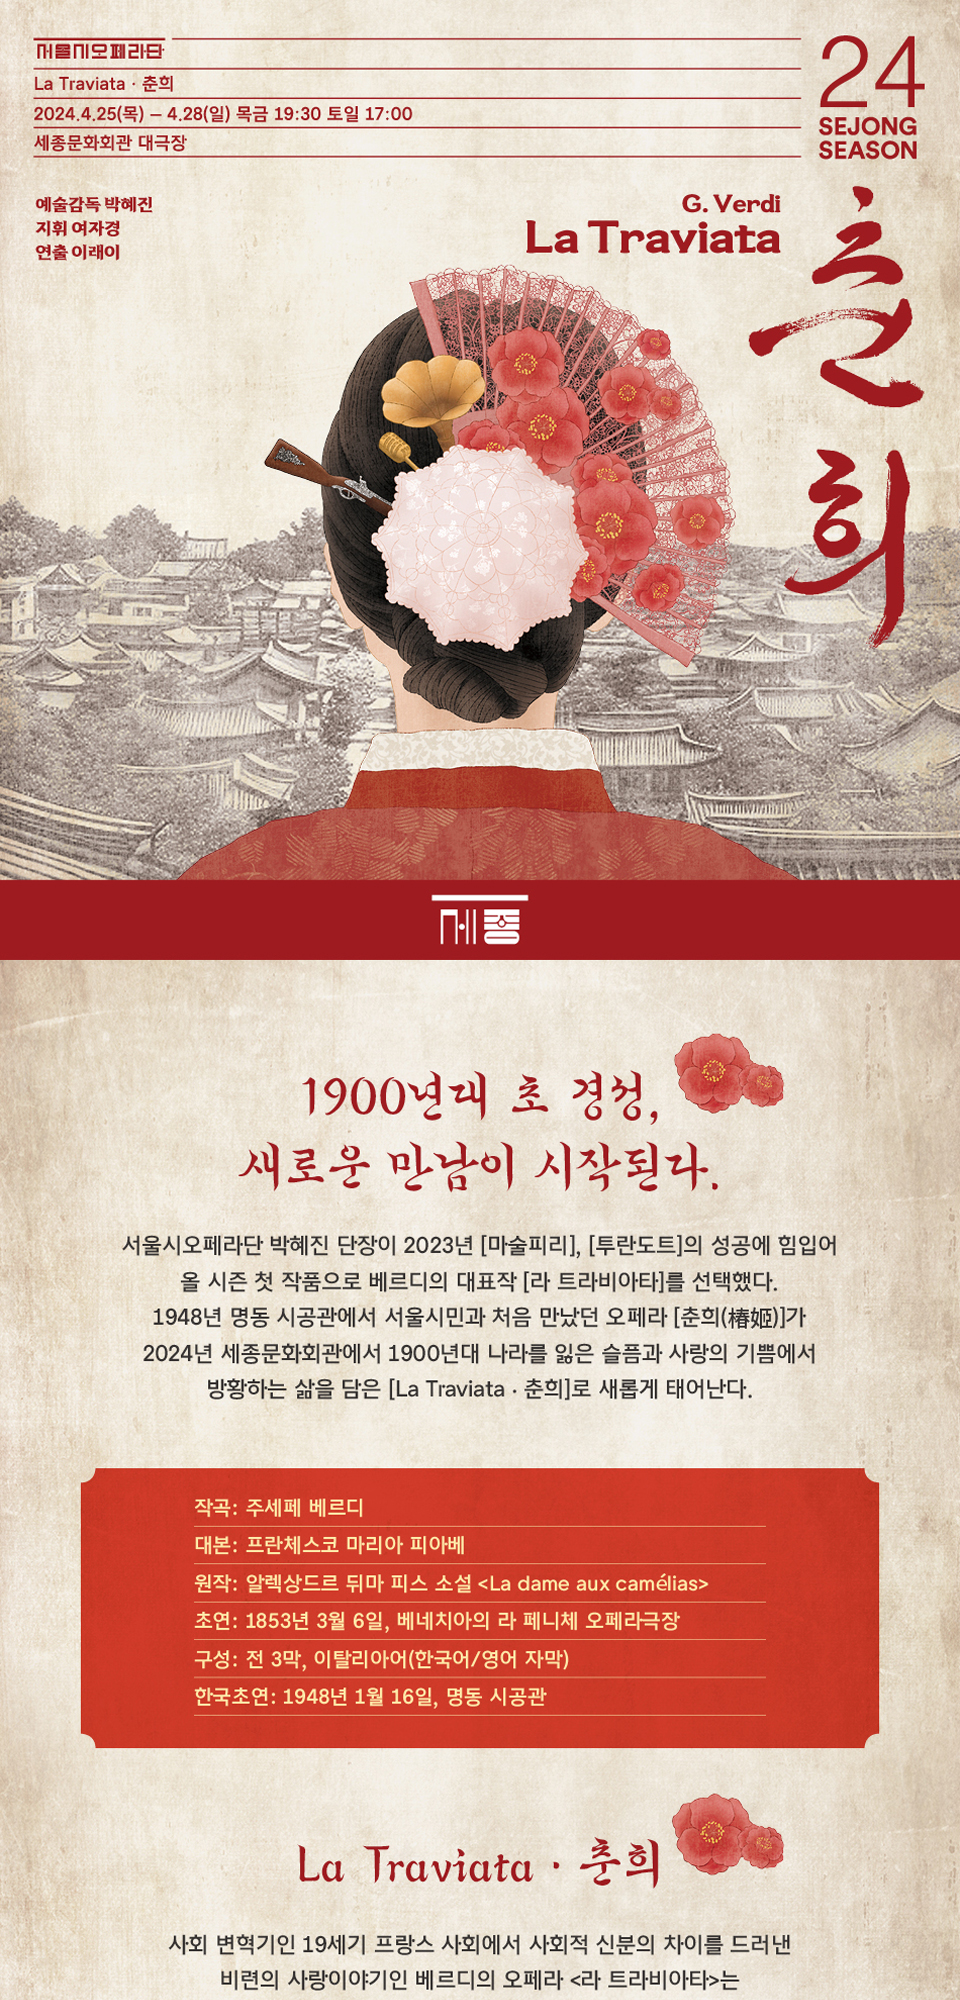 서울시오페라단
La Traviata · 춘희
2024.4.25(목) – 4.28(일) 목금 19:30 토일 17:00
세종문화회관 대극장
24
SEJONG
SEASON
예술감독 박혜진
지휘 여자경
연출 이래이
G. Verdi
La Traviata
춘희
세종
1900년대 초 경성,
새로운 만남이 시작된다.
서울시오페라단 박혜진 단장이 2023년 [마술피리], [투란도트]의 성공에 힘입어
올 시즌 첫 작품으로 베르디의 대표작 [라 트라비아타]를 선택했다.
1948년 명동 시공관에서 서울시민과 처음 만났던 오페라 [춘희(椿姬)]가
2024년 세종문화회관에서 1900년대 나라를 잃은 슬픔과 사랑의 기쁨에서
방황하는 삶을 담은 [La Traviata · 춘희]로 새롭게 태어난다.
작곡: 주세페 베르디
대본: 프란체스코 마리아 피아베
원작: 알렉상드르 뒤마 피스 소설 <La dame aux camélias>
초연: 1853년 3월 6일, 베네치아의 라 페니체 오페라극장
구성: 전 3막, 이탈리아어(한국어/영어 자막)
한국초연: 1948년 1월 16일, 명동 시공관
La Traviata · 춘희
사회 변혁기인 19세기 프랑스 사회에서 사회적 신분의 차이를 드러낸
비련의 사랑이야기인 베르디의 오페라 <라 트라비아타>는